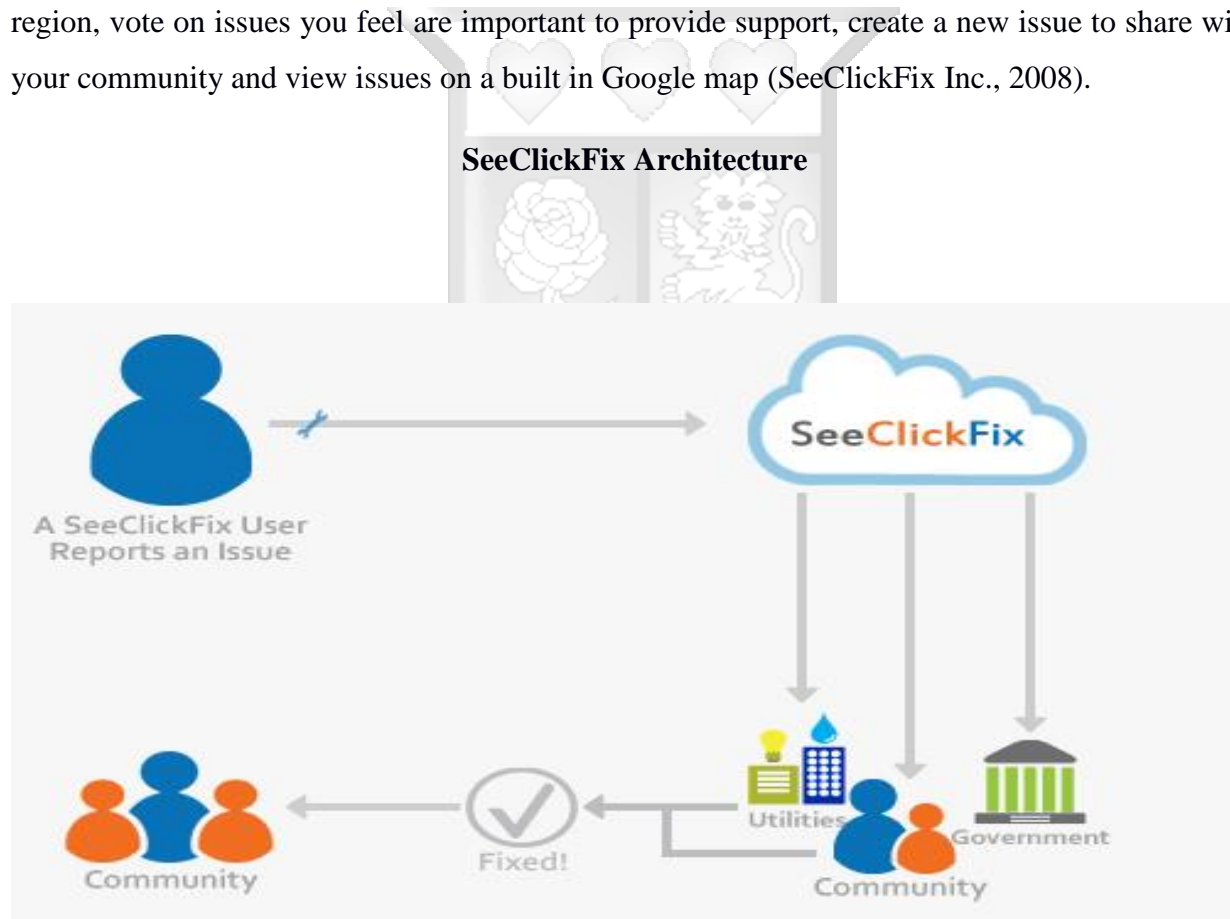 region, vote on issues you feel are important to provide support, create a new issue to share wi
your community and view issues on a built in Google map (SeeClickFix Inc., 2008).
SeeClickFix Architecture
SeeClickFix
A SeeClickFix User
Reports an Issue
Utilities
Government
Community
Fixed!
Community